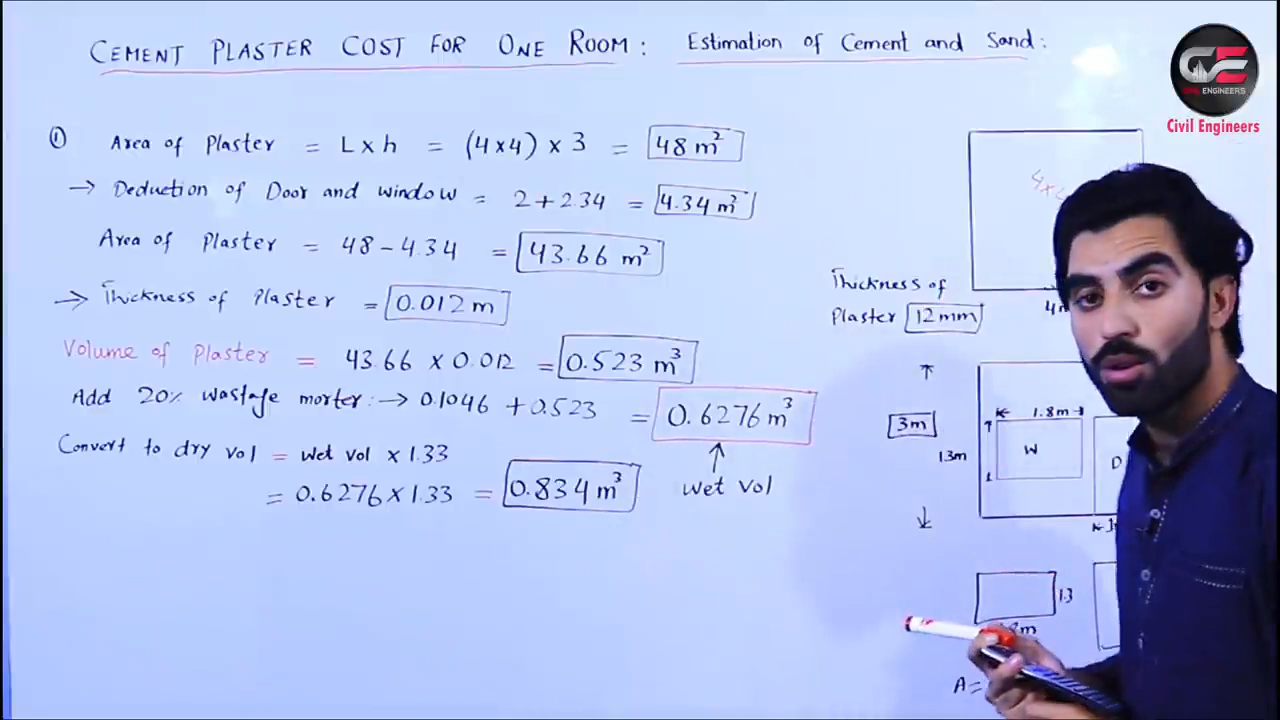 CEMENT PLASTER COST FOR ONE ROOM: Estimation of Cement and Sand:
① Area of Plaster = L x h = (4x4) x 3 = 48 m²
→ Deduction of Door and window = 2 + 2.34 = 4.34 m²
Area of Plaster = 48 - 4.34 = 43.66 m²
→ Thickness of Plaster = 0.012 m
Volume of Plaster = 43.66 x 0.012 = 0.523 m³
Add 20% wastage morter: → 0.1046 + 0.523 = 0.6276 m³
Convert to dry vol = wet vol x 1.33
= 0.6276 x 1.33 = 0.834 m³
↑
wet vol
GE
CIVIL ENGINEERS
Civil Engineers
Thickness of
Plaster 12mm
3m
1.8m
1.3m
W
D
1.3
A =